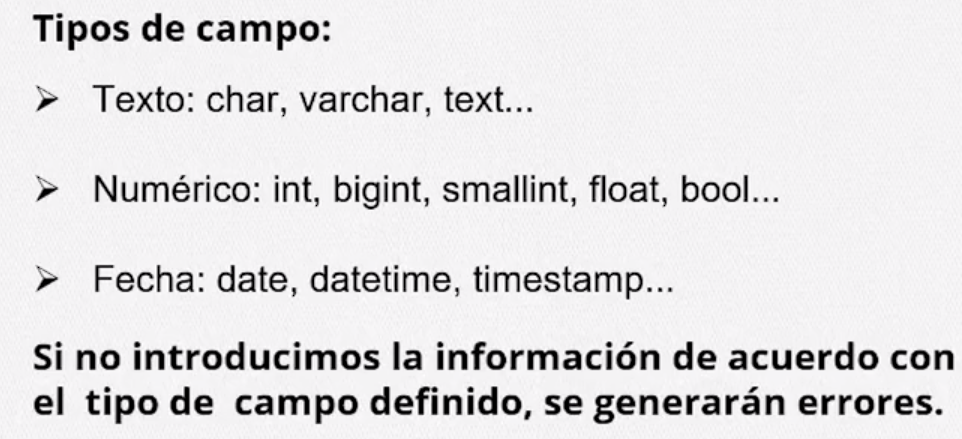 Tipos de campo:
➢ Texto: char, varchar, text...
➢ Numérico: int, bigint, smallint, float, bool...
➢ Fecha: date, datetime, timestamp...
Si no introducimos la información de acuerdo con
el tipo de campo definido, se generarán errores.